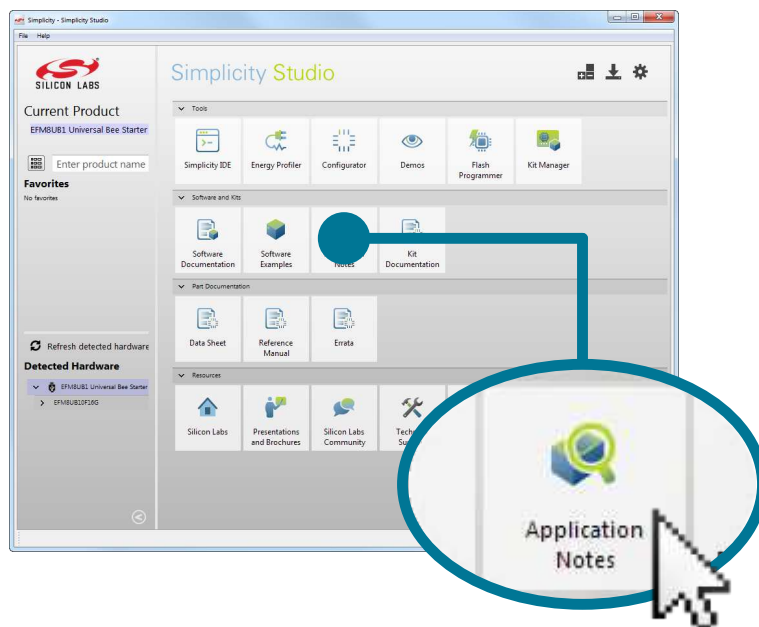 Simplicity - Simplicity Studio
File Help
SILICON LABS
Simplicity Studio
Current Product
EFM8UB1 Universal Bee Starter
Enter product name
Favorites
No favorites
Tools
Simplicity IDE
Energy Profiler
Configurator
Demos
Flash
Programmer
Kit Manager
Software and Kits
Software
Documentation
Software
Examples
Notes
Kit
Documentation
Part Documentation
Data Sheet
Reference
Manual
Errata
Refresh detected hardware
Detected Hardware
EFM8UB1 Universal Bee Starter
EFM8UB10F16G
Resources
Silicon Labs
Presentations
and Brochures
Silicon Labs
Community
Application
Notes